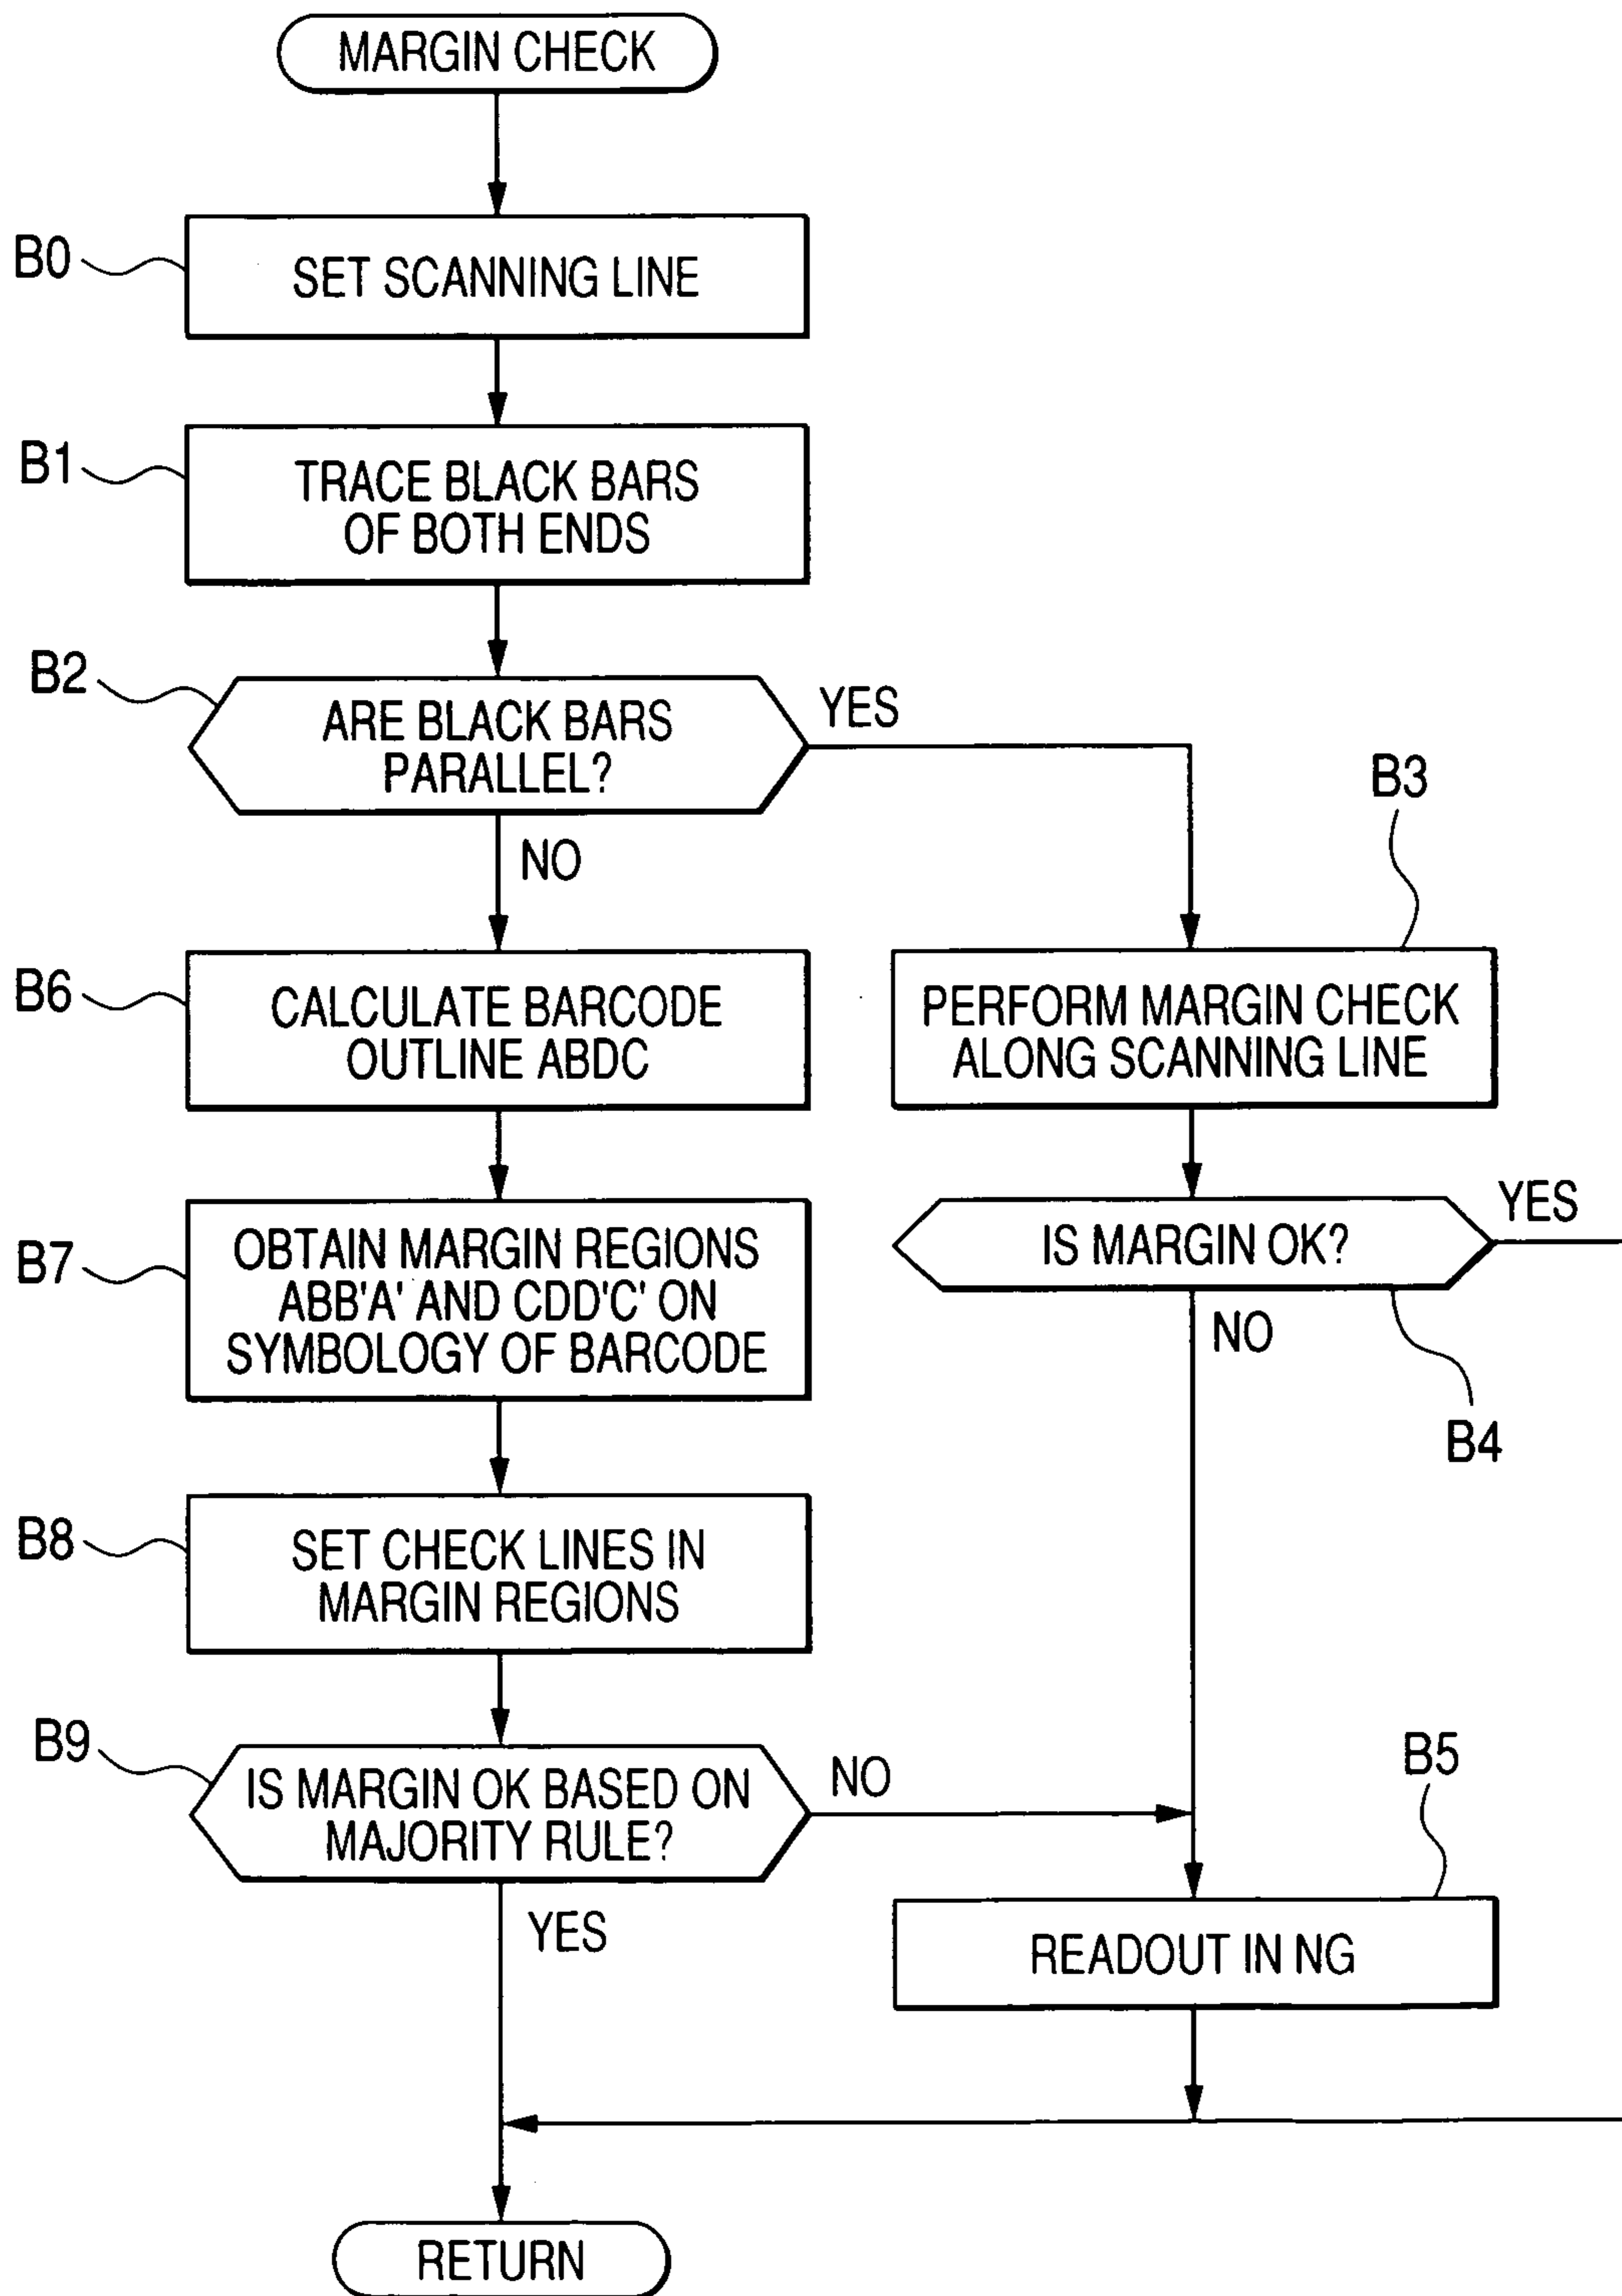 MARGIN CHECK
B0
SET SCANNING LINE
B1
TRACE BLACK BARS
OF BOTH ENDS
B2
ARE BLACK BARS
PARALLEL?
YES
NO
B3
B6
CALCULATE BARCODE
OUTLINE ABDC
PERFORM MARGIN CHECK
ALONG SCANNING LINE
B7
OBTAIN MARGIN REGIONS
ABB'A' AND CDD'C' ON
SYMBOLOGY OF BARCODE
IS MARGIN OK?
YES
NO
B4
B8
SET CHECK LINES IN
MARGIN REGIONS
B9
IS MARGIN OK BASED ON
MAJORITY RULE?
NO
YES
B5
READOUT IN NG
RETURN